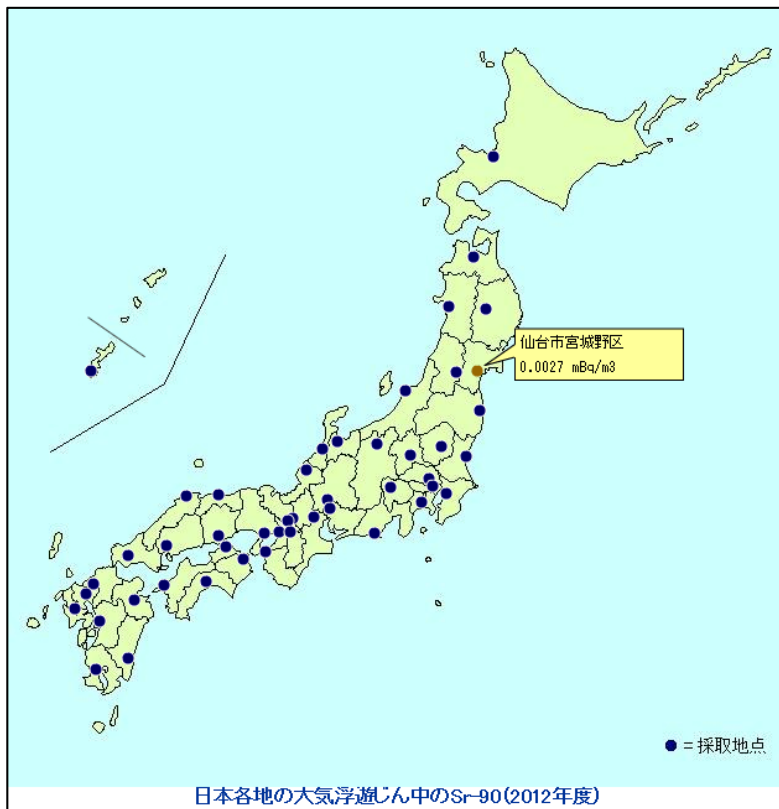 仙台市宮城野区
0.0027 mBq/m3
● = 採取地点
日本各地の大気浮遊じん中のSr-90(2012年度)